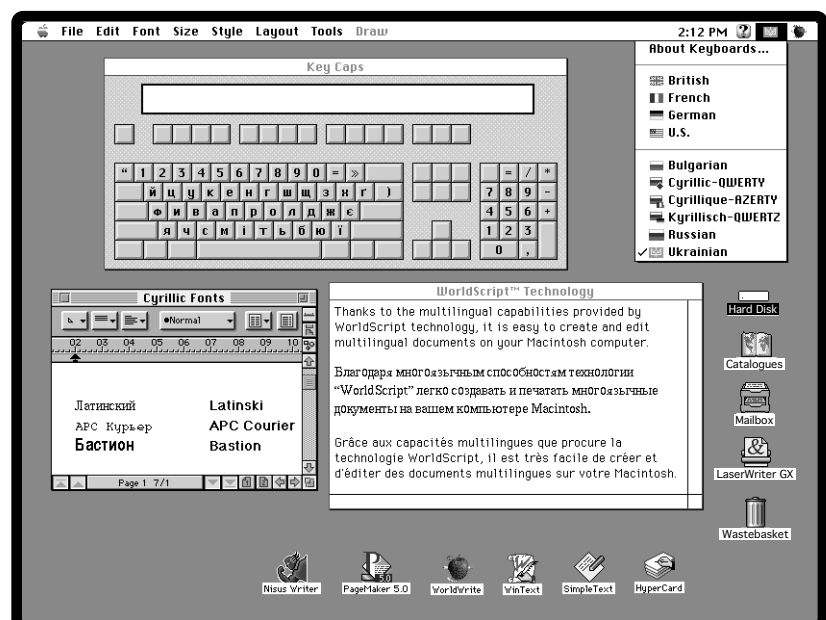 File Edit Font Size Style Layout Tools Draw 2:12 PM
Key Caps
“ 1 2 3 4 5 6 7 8 9 0 = »
й ц у к е н г ш щ з х ґ )
ф и в а п р о л д ж є
я ч с м і т ь б ю ї
= / *
7 8 9 -
4 5 6 +
1 2 3
0 ,
About Keyboards...
British
French
German
U.S.
Bulgarian
Cyrillic-QWERTY
Cyrillique-AZERTY
Kyrillisch-QWERTZ
Russian
✓ Ukrainian
Cyrillic Fonts
●Normal
02 03 04 05 06 07 08 09 10
Латинский Latinski
APC Курьер APC Courier
Бастион Bastion
Page 1 7/1
WorldScript™ Technology
Thanks to the multilingual capabilities provided by
WorldScript technology, it is easy to create and edit
multilingual documents on your Macintosh computer.
Благодаря многоязычным способностям технологии
“WorldScript” легко создавать и печатать многоязычные
документы на вашем компьютере Macintosh.
Grâce aux capacités multilingues que procure la
technologie WorldScript, il est très facile de créer et
d'éditer des documents multilingues sur votre Macintosh.
Hard Disk
Catalogues
Mailbox
LaserWriter GX
Wastebasket
Nisus Writer
PageMaker 5.0
WorldWrite
WinText
SimpleText
HyperCard